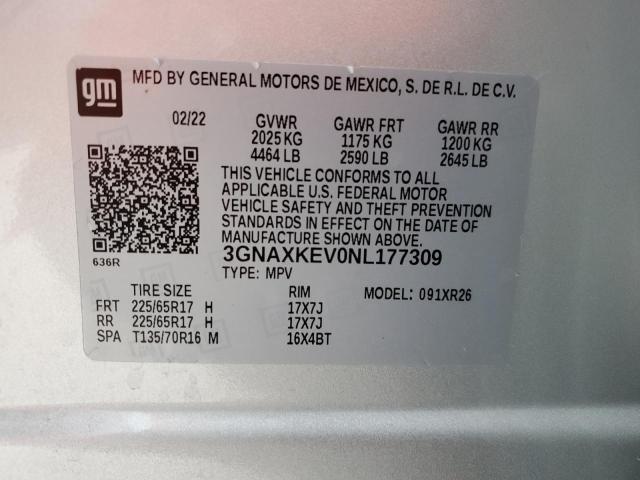 gm MFD BY GENERAL MOTORS DE MEXICO, S. DE R.L. DE C.V.
02/22 GVWR GAWR FRT GAWR RR
2025 KG 1175 KG 1200 KG
4464 LB 2590 LB 2645 LB
THIS VEHICLE CONFORMS TO ALL
APPLICABLE U.S. FEDERAL MOTOR
VEHICLE SAFETY AND THEFT PREVENTION
STANDARDS IN EFFECT ON THE DATE OF
MANUFACTURE SHOWN ABOVE.
636R 3GNAXKEV0NL177309
TYPE: MPV
TIRE SIZE RIM MODEL: 091XR26
FRT 225/65R17 H 17X7J
RR 225/65R17 H 17X7J
SPA T135/70R16 M 16X4BT